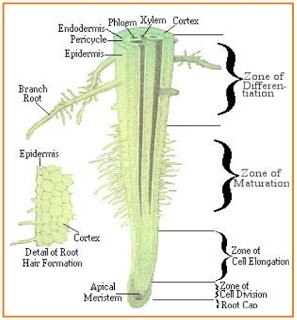 Phloem Xylem Cortex
Endodermis
Pericycle
Epidermis
Zone of
Differen-
tiation
Branch
Root
Epidermis
Zone of
Maturation
Cortex
Detail of Root
Hair Formation
Zone of
Cell Elongation
Apical
Meristem
Zone of
Cell Division
Root Cap